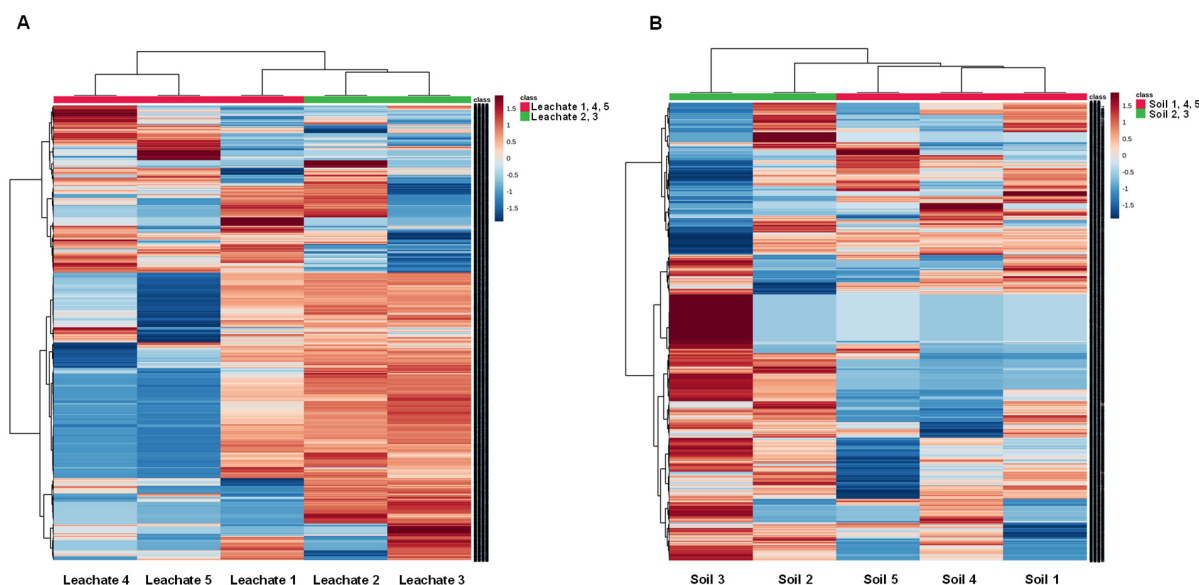 A
class
class
Leachate 1, 4, 5
Leachate 2, 3
1.5
1
0.5
0
-0.5
-1
-1.5
Leachate 4 Leachate 5 Leachate 1 Leachate 2 Leachate 3
B
class
class
Soil 1, 4, 5
Soil 2, 3
1.5
1
0.5
0
-0.5
-1
-1.5
Soil 3 Soil 2 Soil 5 Soil 4 Soil 1